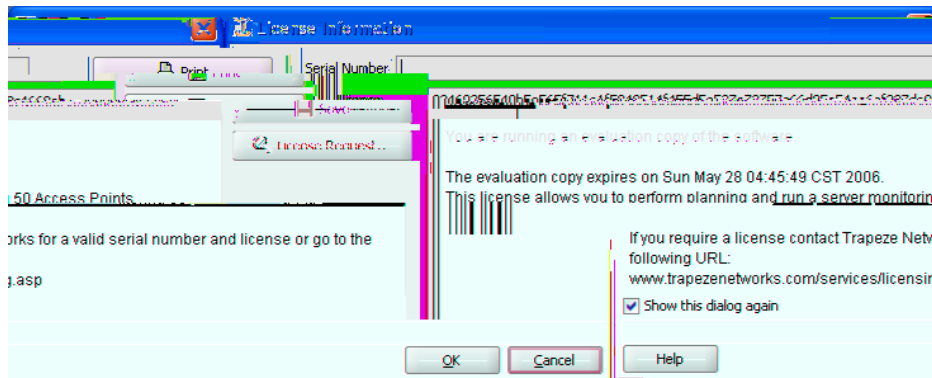 License Information
Print
Serial Number:
License Request...
You are running an evaluation copy of the software.
The evaluation copy expires on Sun May 28 04:45:49 CST 2006.
50 Access Points.
This license allows you to perform planning and run a server monitorin
orks for a valid serial number and license or go to the
If you require a license contact Trapeze Netw
following URL:
g.asp
www.trapezenetworks.com/services/licensin
Show this dialog again
OK
Cancel
Help